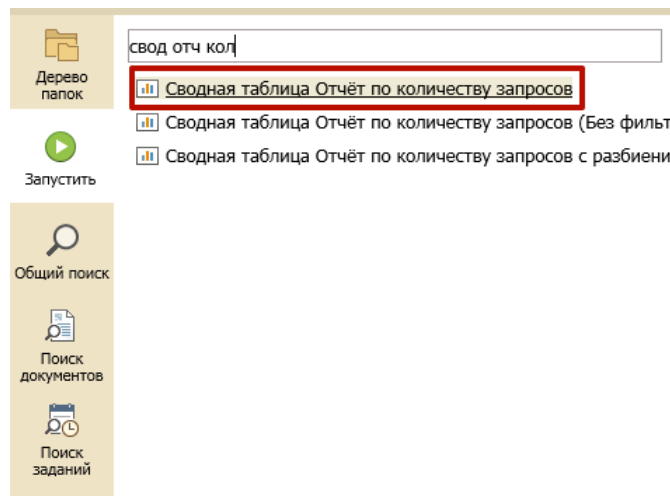 свод отч кол
Дерево
папок
Сводная таблица Отчёт по количеству запросов
Сводная таблица Отчёт по количеству запросов (Без фильт
Сводная таблица Отчёт по количеству запросов с разбиени
Запустить
Общий поиск
Поиск
документов
Поиск
заданий